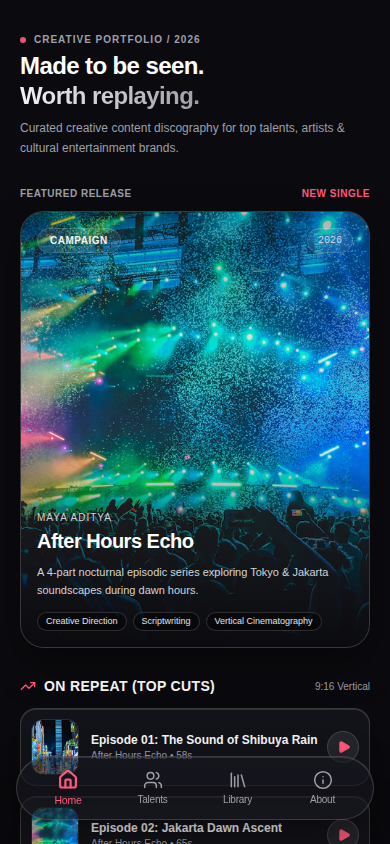 CREATIVE PORTFOLIO / 2026
Made to be seen.
Worth replaying.
Curated creative content discography for top talents, artists &
cultural entertainment brands.
FEATURED RELEASE
NEW SINGLE
CAMPAIGN
2026
MAYA ADITYA
After Hours Echo
A 4-part nocturnal episodic series exploring Tokyo & Jakarta
soundscapes during dawn hours.
Creative Direction
Scriptwriting
Vertical Cinematography
ON REPEAT (TOP CUTS)
9:16 Vertical
Episode 01: The Sound of Shibuya Rain
After Hours Echo • 58s
Home
Talents
Library
About
Episode 02: Jakarta Dawn Ascent
After Hours Echo • 65s